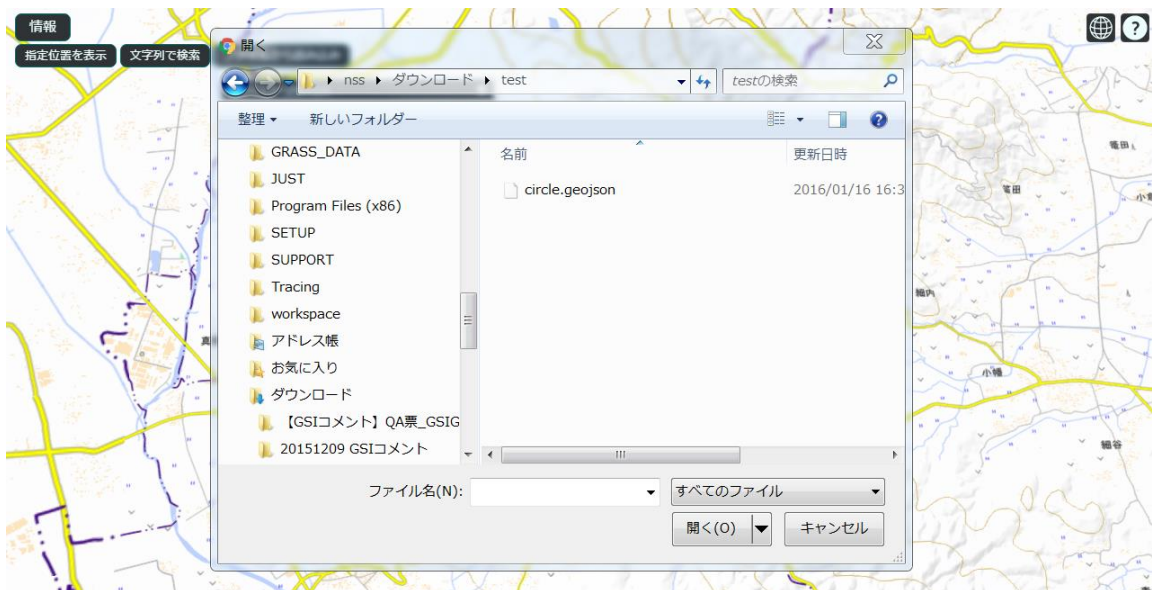 情報
指定位置を表示
文字列で検索
開く
nss ▸ ダウンロード ▸ test
testの検索
整理
新しいフォルダー
GRASS_DATA
JUST
Program Files (x86)
SETUP
SUPPORT
Tracing
workspace
アドレス帳
お気に入り
ダウンロード
【GSIコメント】QA票_GSIG
20151209 GSIコメント
名前
更新日時
circle.geojson
2016/01/16 16:3
ファイル名(N):
すべてのファイル
開く(O)
キャンセル
真
小幡
細谷
細内